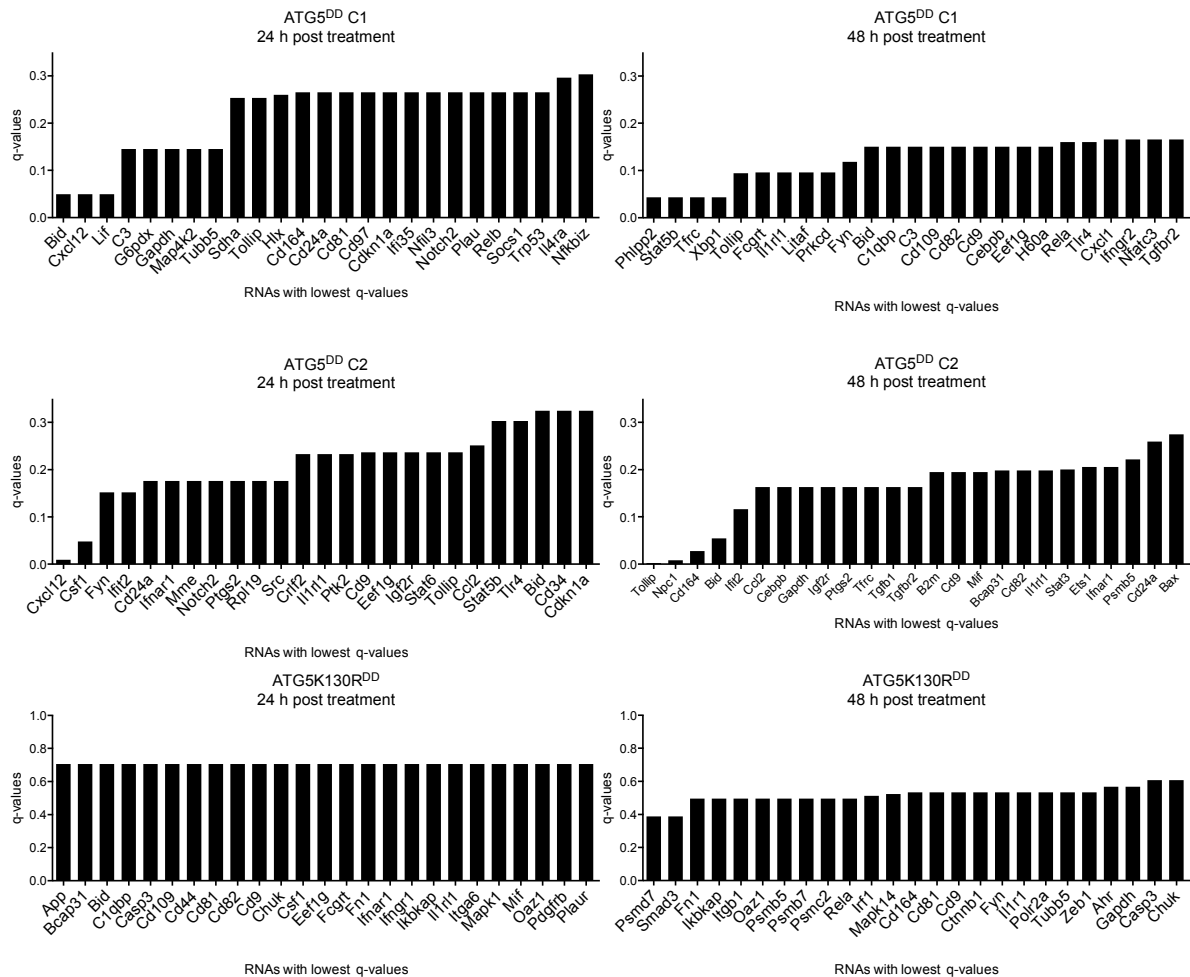 ATG5DD C1
24 h post treatment
q-values
0.3
0.2
0.1
0.0
Bid Cxcl12 Lif C3 G6pdx Gapdh Map4k2 Tubb5 Sdha Tollip Hlx Cd164 Cd24a Cd81 Cd97 Cdkn1a Ifi35 Nfil3 Notch2 Plau Relb Socs1 Trp53 Il4ra Nfkbiz
RNAs with lowest q-values
ATG5DD C1
48 h post treatment
q-values
0.3
0.2
0.1
0.0
Phlpp2 Stat5b Tfrc Xbp1 Tollip Fcgrt Il1rl1 Litaf Prkcd Fyn Bid C1qbp C3 Cd109 Cd82 Cd9 Cebpb Eef1g H60a Rela Tlr4 Cxcl1 Ifngr2 Nfatc3 Tgfbr2
RNAs with lowest q-values
ATG5DD C2
24 h post treatment
q-values
0.3
0.2
0.1
0.0
Cxcl12 Csf1 Fyn Ifit2 Cd24a Ifnar1 Mme Notch2 Ptgs2 Rpl19 Src Crlf2 Il1rl1 Ptk2 Cd9 Eef1g Igf2r Stat6 Tollip Ccl2 Stat5b Tlr4 Bid Cd34 Cdkn1a
RNAs with lowest q-values
ATG5DD C2
48 h post treatment
q-values
0.3
0.2
0.1
0.0
Tollip Npc1 Cd164 Bid Ifit2 Ccl2 Cebpb Gapdh Igf2r Ptgs2 Tfrc Tgfb1 Tgfbr2 B2m Cd9 Mif Bcap31 Cd82 Il1rl1 Stat3 Ets1 Ifnar1 Psmb5 Cd24a Bax
RNAs with lowest q-values
ATG5K130RDD
24 h post treatment
q-values
1.0
0.8
0.6
0.4
0.2
0.0
App Bcap31 Bid C1qbp Casp3 Cd109 Cd44 Cd81 Cd82 Cd9 Chuk Csf1 Eef1g Fcgrt Fn1 Ifnar1 Ifngr1 Ikbkap Il1rl1 Itga6 Mapk1 Mif Oaz1 Pdgfrb Plaur
RNAs with lowest q-values
ATG5K130RDD
48 h post treatment
q-values
1.0
0.8
0.6
0.4
0.2
0.0
Psmd7 Smad3 Fn1 Ikbkap Itgb1 Oaz1 Psmb5 Psmb7 Psmc2 Rela Irf1 Mapk14 Cd164 Cd81 Cd9 Ctnnb1 Fyn Il1r1 Polr2a Tubb5 Zeb1 Ahr Gapdh Casp3 Chuk
RNAs with lowest q-values